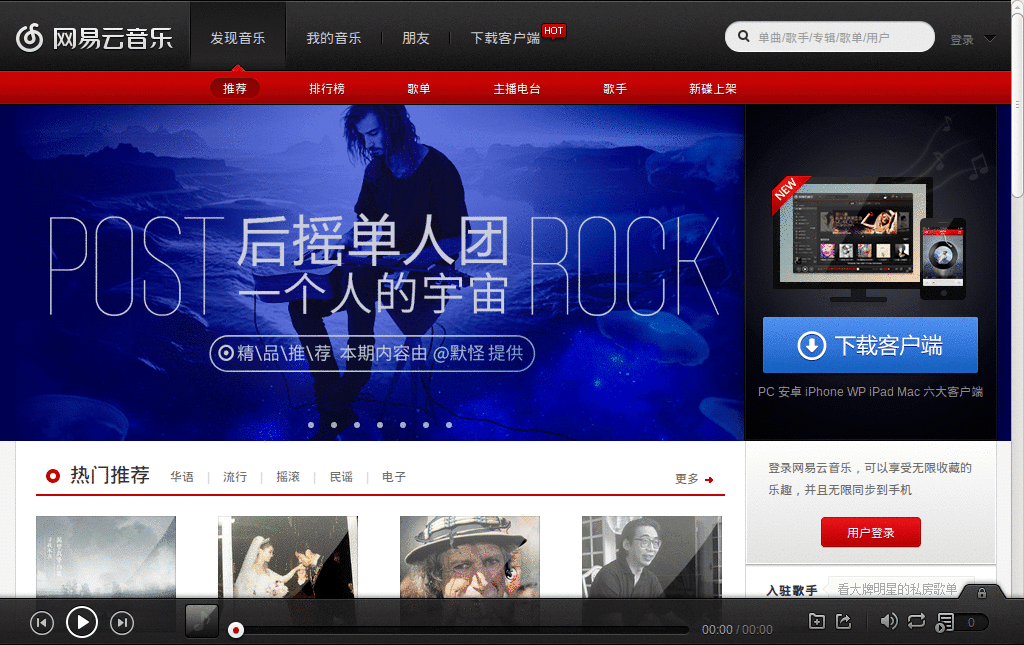 网易云音乐
发现音乐
我的音乐
朋友
下载客户端
HOT
单曲/歌手/专辑/歌单/用户
登录
推荐
排行榜
歌单
主播电台
歌手
新碟上架
POST
后摇单人团
一个人的宇宙
ROCK
精\品\推\荐 本期内容由 @默怪 提供
NEW
下载客户端
PC 安卓 iPhone WP iPad Mac 六大客户端
热门推荐
华语
流行
摇滚
民谣
电子
更多
登录网易云音乐，可以享受无限收藏的
乐趣，并且无限同步到手机
用户登录
入驻歌手
看大牌明星的私房歌单
00:00 / 00:00
0